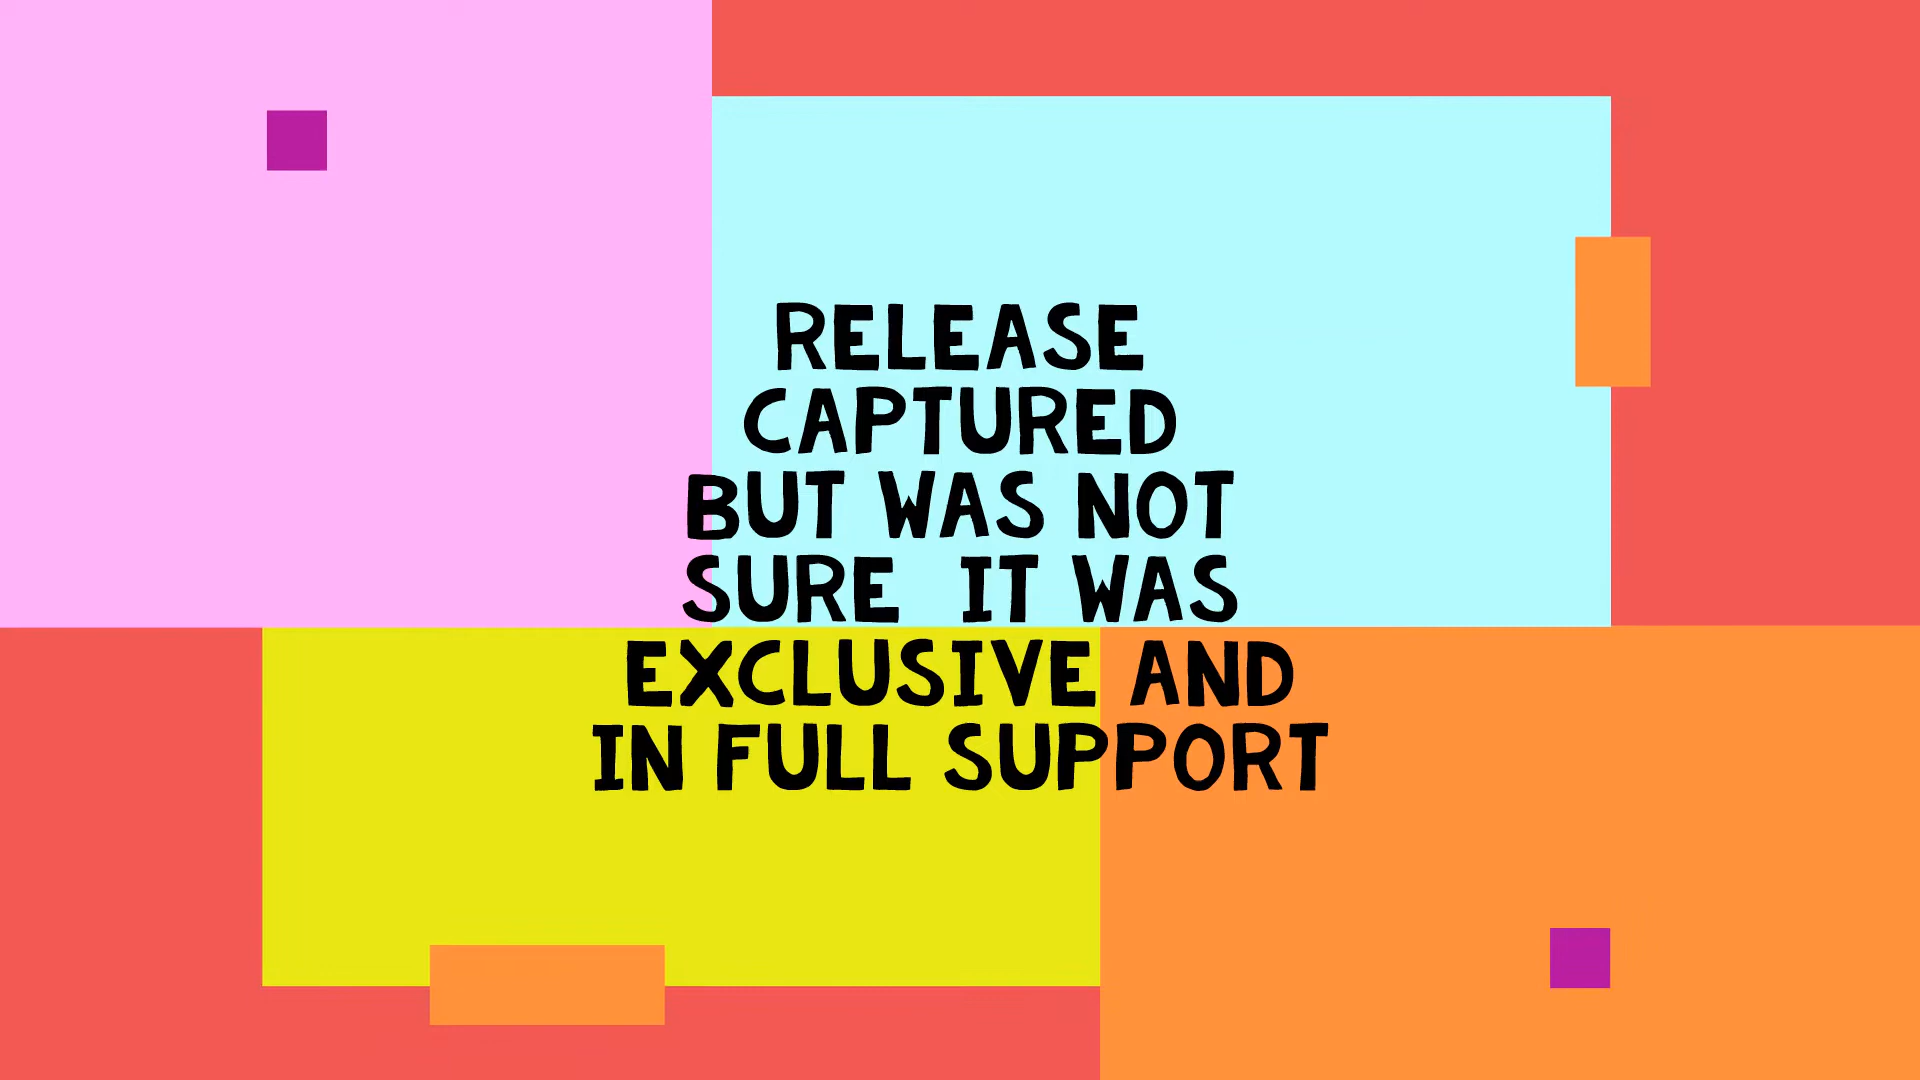 RELEASE
CAPTURED
BUT WAS NOT
SURE  IT WAS
EXCLUSIVE AND
IN FULL SUPPORT